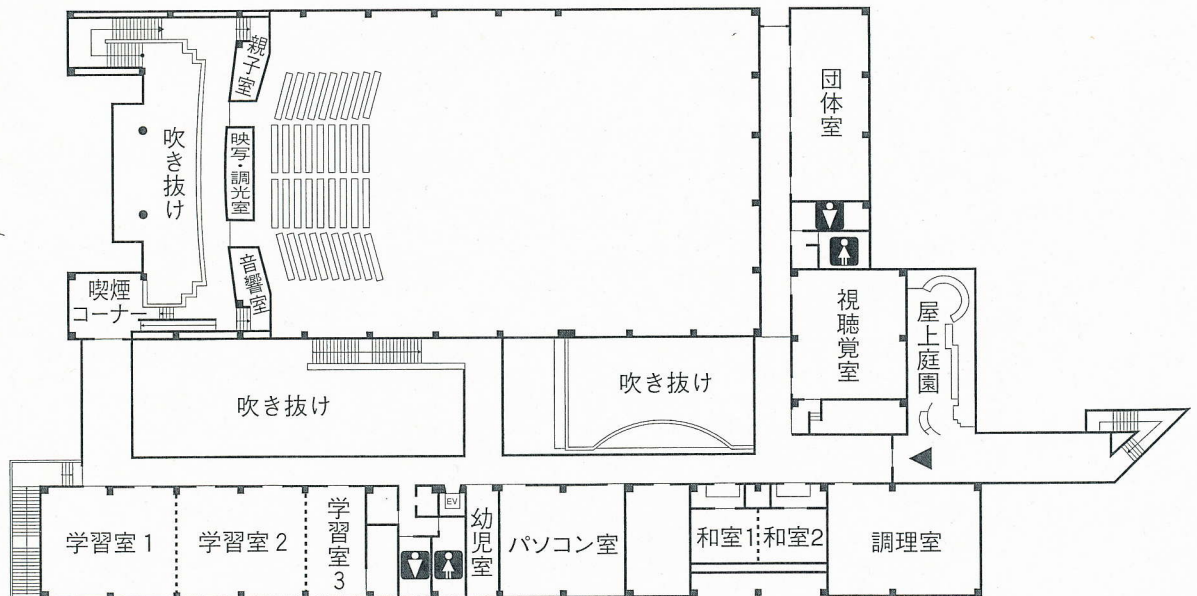 親子室
団体室
吹き抜け
映写・調光室
音響室
喫煙
コーナー
視聴覚室
屋上庭園
吹き抜け
吹き抜け
EV
学習室1
学習室2
学習室3
幼児室
パソコン室
和室1
和室2
調理室